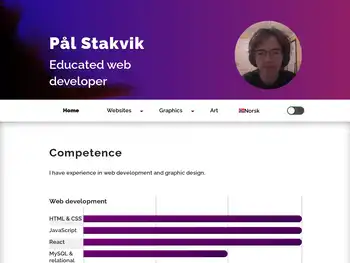 Pål Stakvik
Educated web
developer
Home Websites Graphics Art Norsk
Competence
I have experience in web development and graphic design.
Web development
HTML & CSS
JavaScript
React
MySQL &
relational